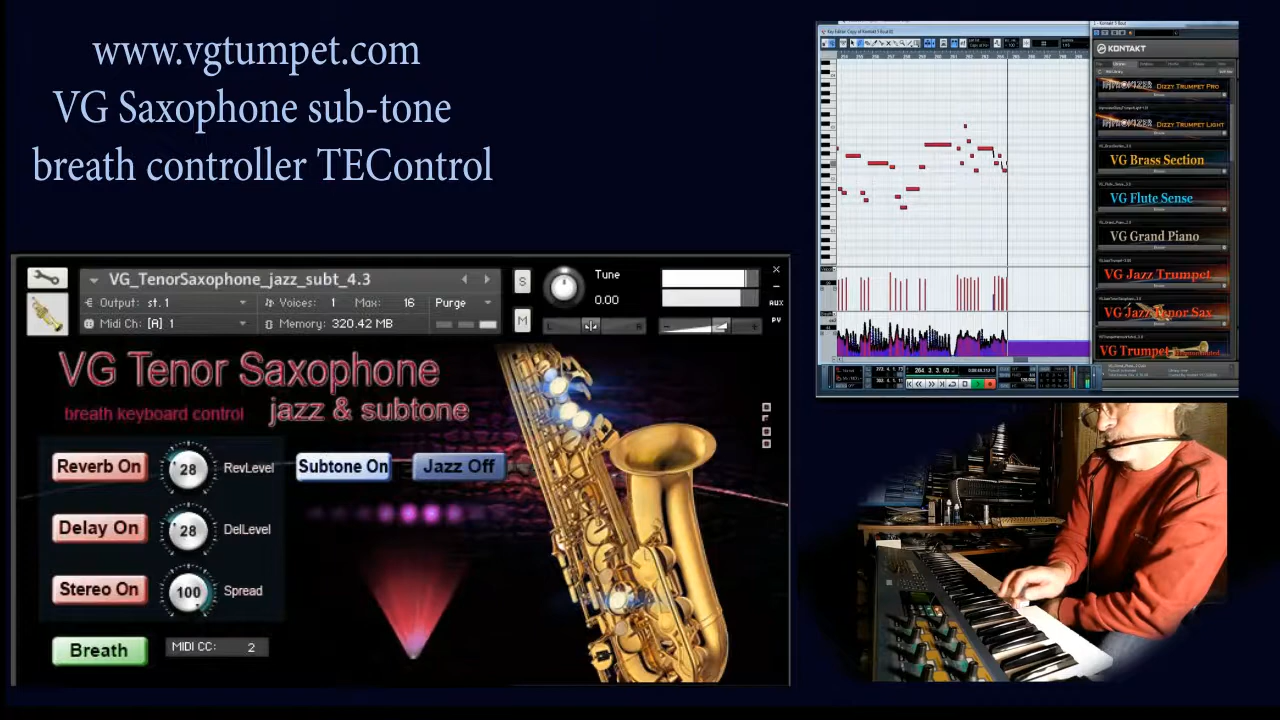 www.vgtumpet.com
VG Saxophone sub-tone
breath controller TEControl
VG_TenorSaxophone_jazz_subt_4.3
Output: st.1
Voices: 1 Max: 16 Purge
Midi Ch: [A] 1
Memory: 320.42 MB
S
M
Tune
0.00
L
R
AUX
PV
VG Tenor Saxophone
breath keyboard control
jazz & subtone
Reverb On
28
RevLevel
Subtone On
Jazz Off
Delay On
28
DelLevel
Stereo On
100
Spread
Breath
MIDI CC: 2
KONTAKT
DIZZY TRUMPET PRO
DIZZY TRUMPET LIGHT
VG Brass Section
VG Flute Sense
VG Grand Piano
VG Jazz Trumpet
VG Jazz Tenor Sax
VG Trumpet
264. 3. 3. 60